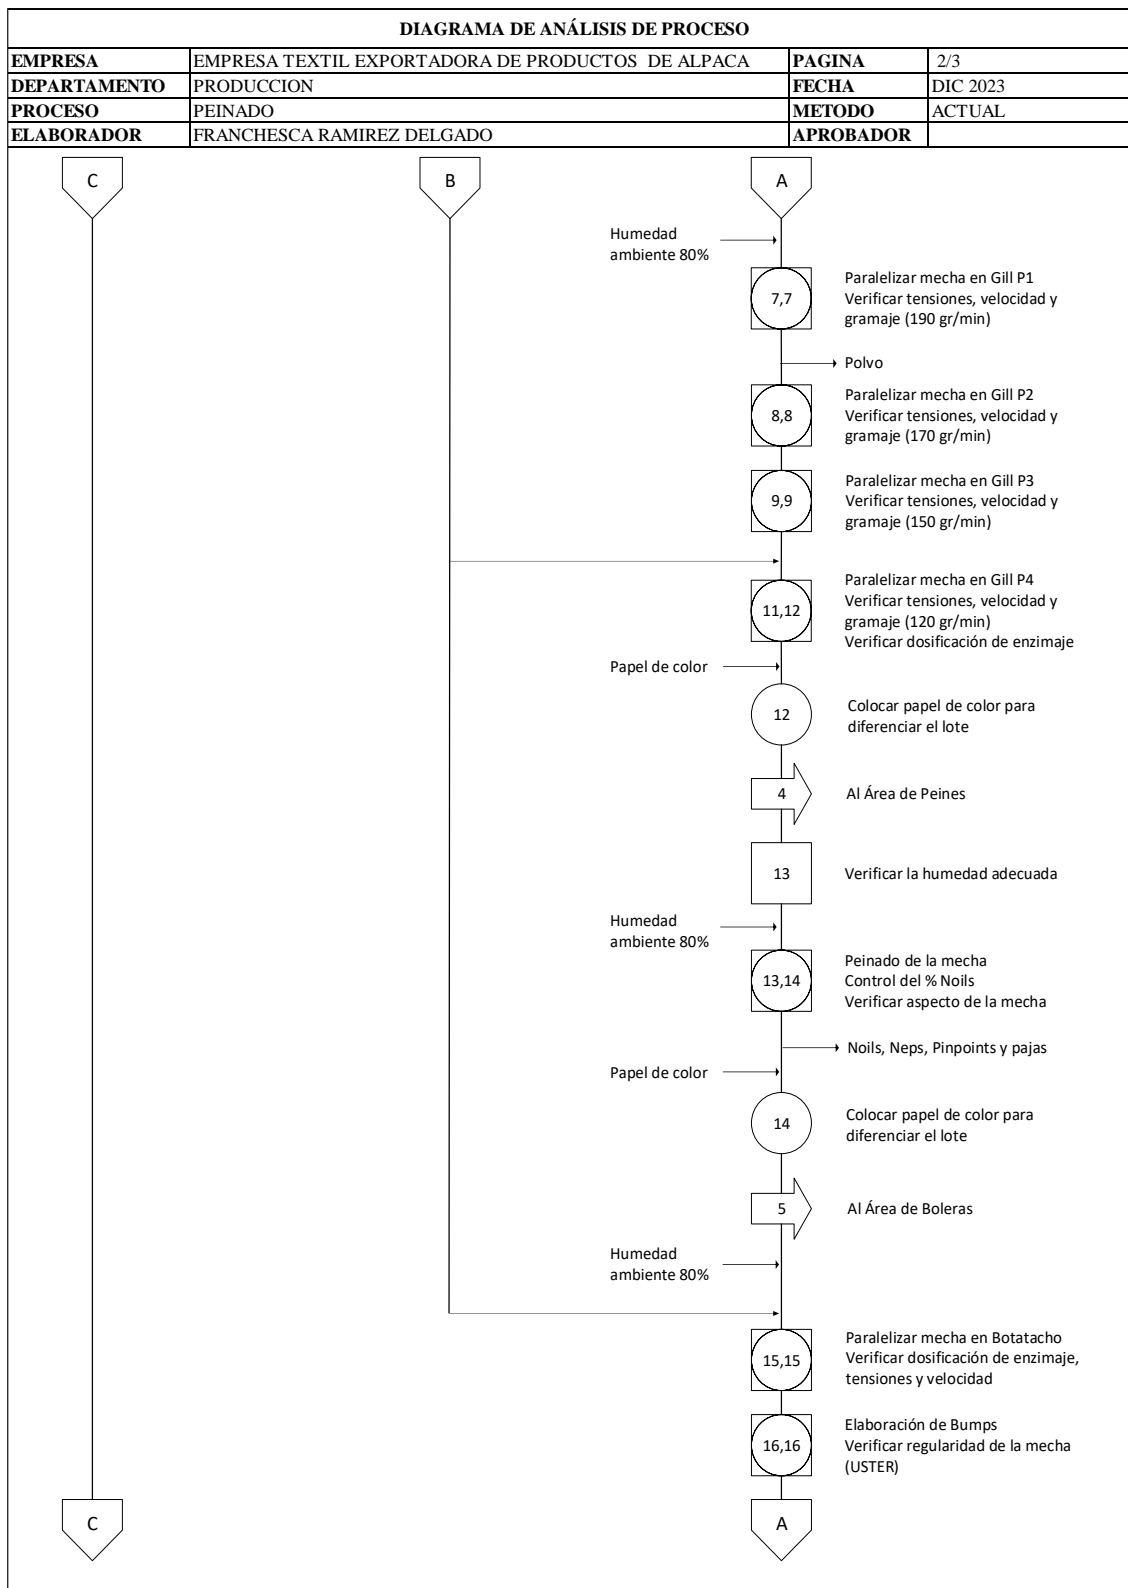 DIAGRAMA DE ANÁLISIS DE PROCESO
EMPRESA EMPRESA TEXTIL EXPORTADORA DE PRODUCTOS DE ALPACA PAGINA 2/3
DEPARTAMENTO PRODUCCION FECHA DIC 2023
PROCESO PEINADO METODO ACTUAL
ELABORADOR FRANCHESCA RAMIREZ DELGADO APROBADOR
C B A
Humedad
ambiente 80%
7,7
Paralelizar mecha en Gill P1
Verificar tensiones, velocidad y
gramaje (190 gr/min)
Polvo
8,8
Paralelizar mecha en Gill P2
Verificar tensiones, velocidad y
gramaje (170 gr/min)
9,9
Paralelizar mecha en Gill P3
Verificar tensiones, velocidad y
gramaje (150 gr/min)
11,12
Paralelizar mecha en Gill P4
Verificar tensiones, velocidad y
gramaje (120 gr/min)
Verificar dosificación de enzimaje
Papel de color
12
Colocar papel de color para
diferenciar el lote
4
Al Área de Peines
13
Verificar la humedad adecuada
Humedad
ambiente 80%
13,14
Peinado de la mecha
Control del % Noils
Verificar aspecto de la mecha
Noils, Neps, Pinpoints y pajas
Papel de color
14
Colocar papel de color para
diferenciar el lote
5
Al Área de Boleras
Humedad
ambiente 80%
15,15
Paralelizar mecha en Botatacho
Verificar dosificación de enzimaje,
tensiones y velocidad
16,16
Elaboración de Bumps
Verificar regularidad de la mecha
(USTER)
C A